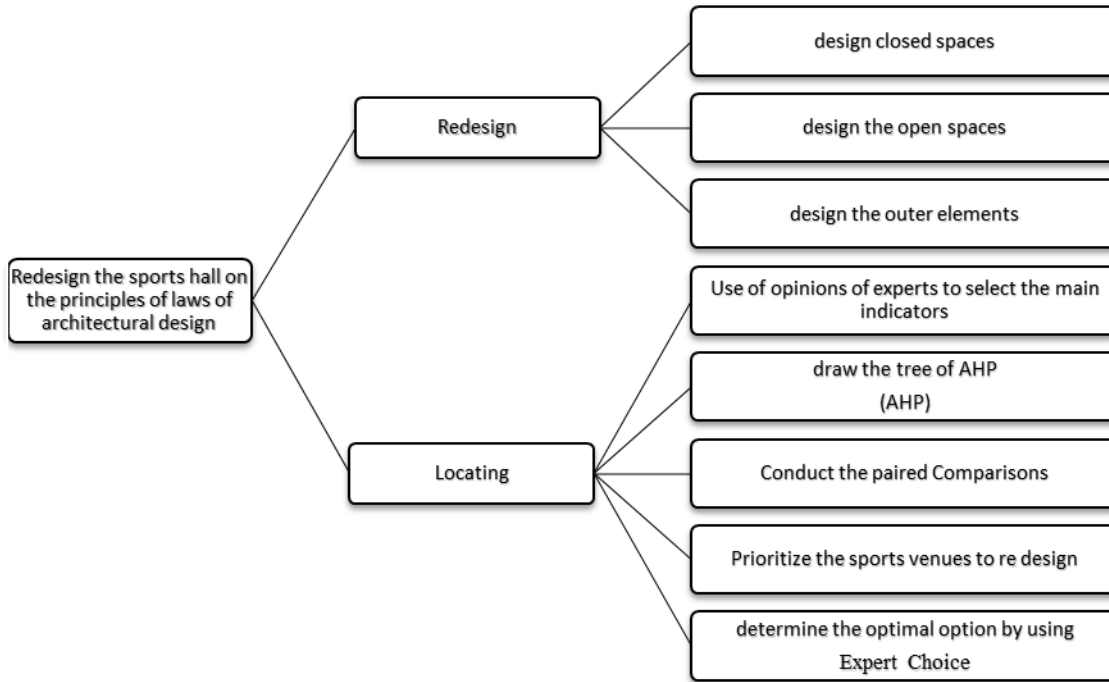 design closed spaces
Redesign
design the open spaces
design the outer elements
Redesign the sports hall on
the principles of laws of
architectural design
Use of opinions of experts to select the main
indicators
draw the tree of AHP
(AHP)
Locating
Conduct the paired Comparisons
Prioritize the sports venues to re design
determine the optimal option by using
Expert Choice